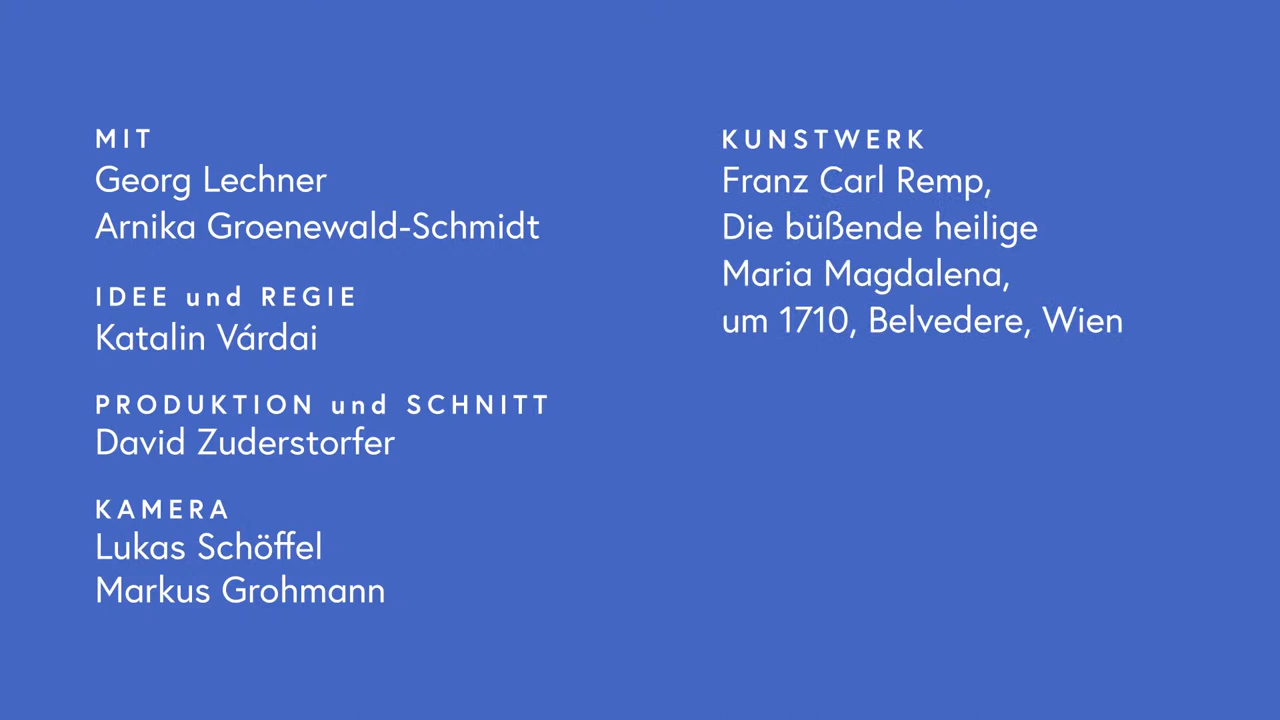 MIT
Georg Lechner
Arnika Groenewald-Schmidt
IDEE und REGIE
Katalin Várdai
PRODUKTION und SCHNITT
David Zuderstorfer
KAMERA
Lukas Schöffel
Markus Grohmann
KUNSTWERK
Franz Carl Remp,
Die büßende heilige
Maria Magdalena,
um 1710, Belvedere, Wien